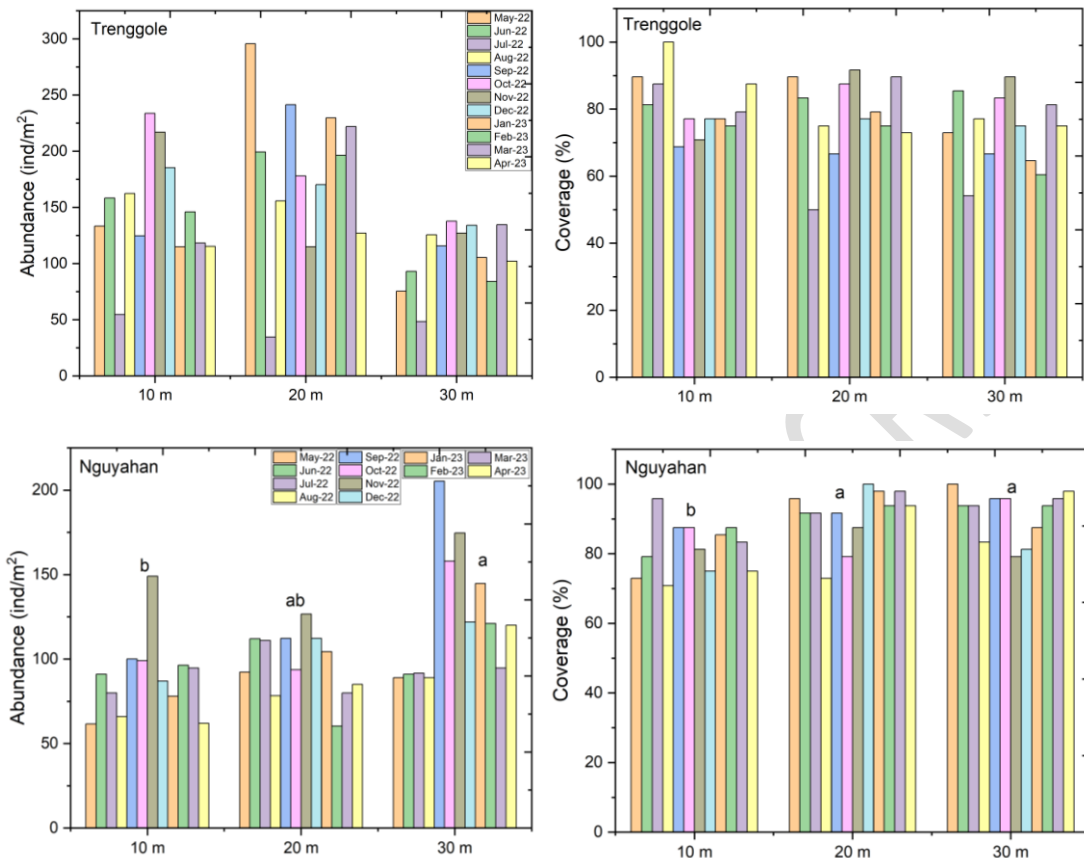 Trenggole
May-22
Jun-22
Jul-22
Aug-22
Sep-22
Oct-22
Nov-22
Dec-22
Jan-23
Feb-23
Mar-23
Apr-23
300
250
200
150
100
50
0
Abundance (ind/m²)
10 m 20 m 30 m
Trenggole
100
80
60
40
20
0
Coverage (%)
10 m 20 m 30 m
Nguyahan
May-22 Sep-22 Jan-23 Mar-23
Jun-22 Oct-22 Feb-23 Apr-23
Jul-22 Nov-22
Aug-22 Dec-22
200
150
100
50
0
Abundance (ind/m²)
b ab a
10 m 20 m 30 m
Nguyahan
100
80
60
40
20
0
Coverage (%)
b a a
10 m 20 m 30 m